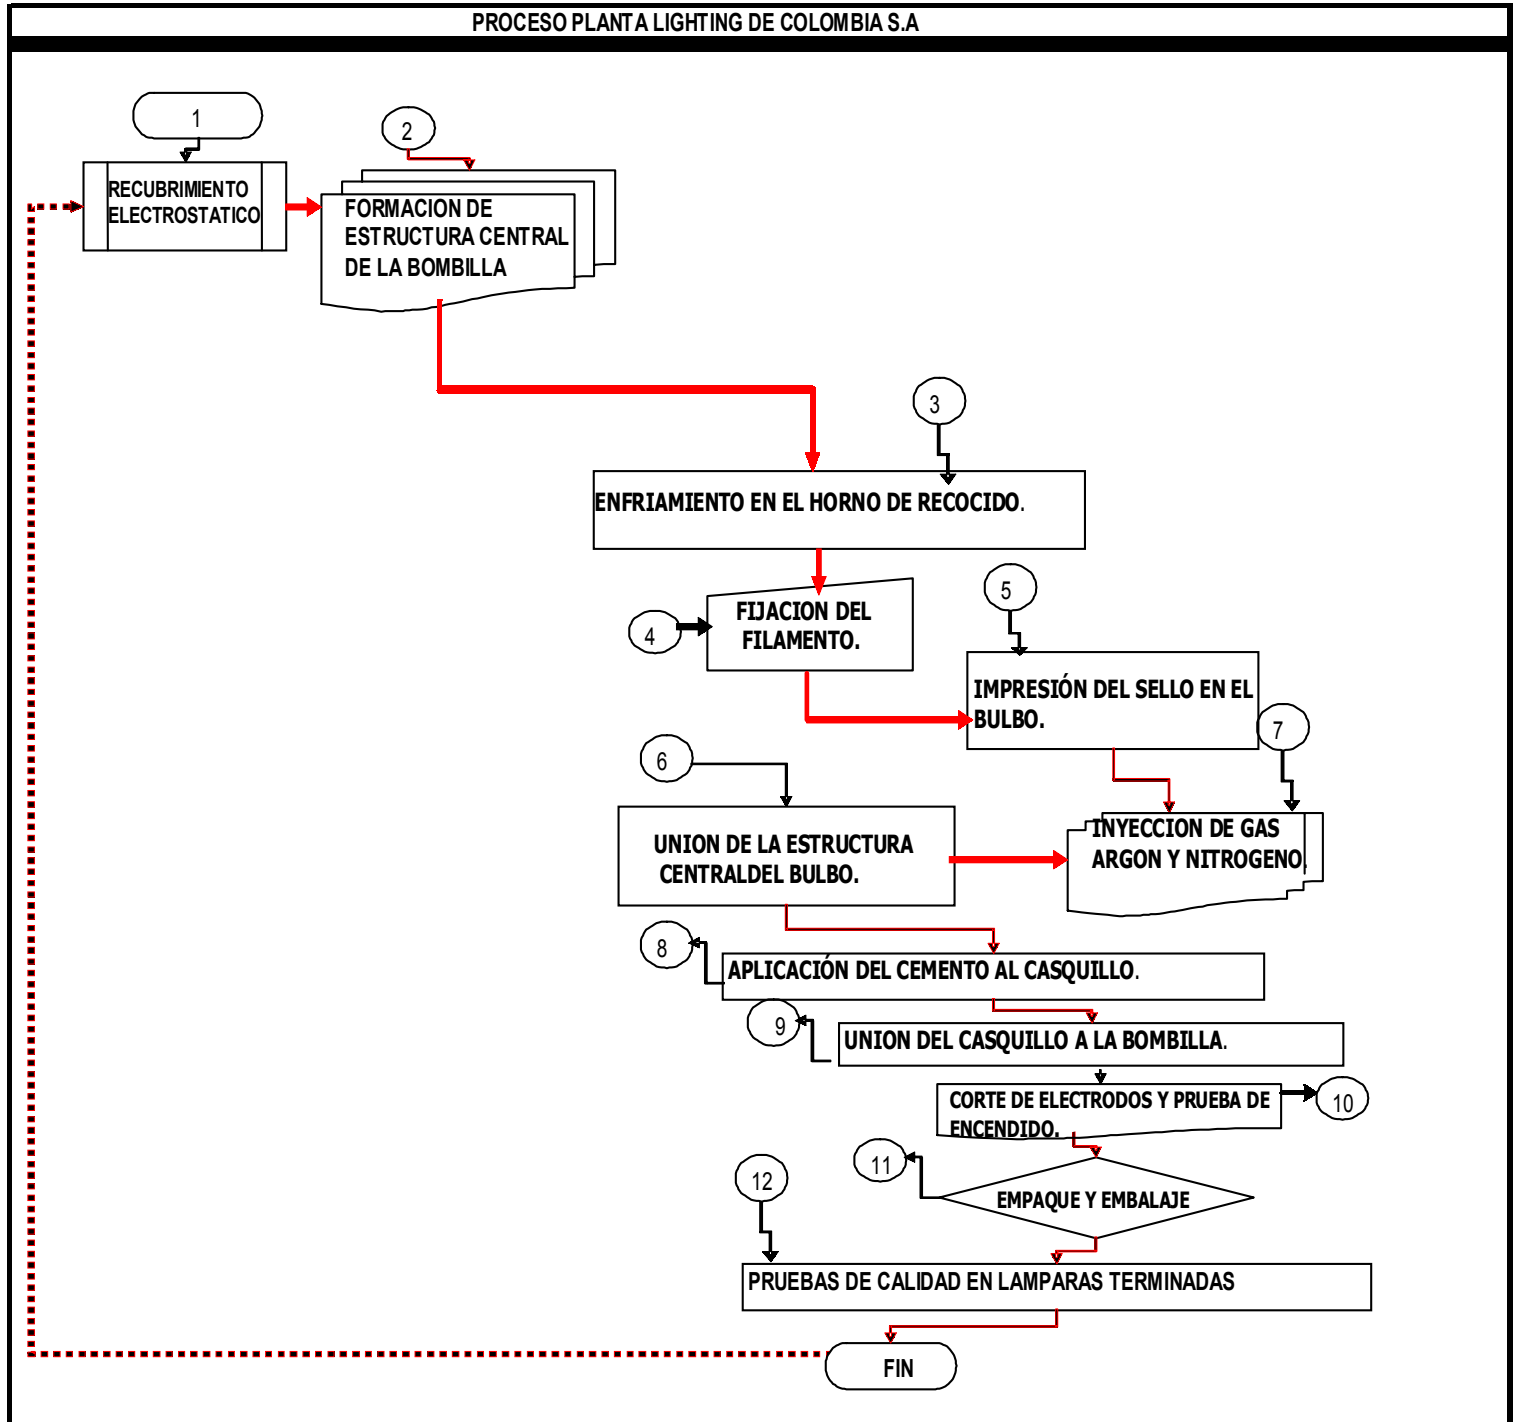 PROCESO PLANTA LIGHTING DE COLOMBIA S.A
1
2
RECUBRIMIENTO
ELECTROSTATICO
FORMACION DE
ESTRUCTURA CENTRAL
DE LA BOMBILLA
3
ENFRIAMIENTO EN EL HORNO DE RECOCIDO.
4
FIJACION DEL
FILAMENTO.
5
IMPRESIÓN DEL SELLO EN EL
BULBO.
6
7
UNION DE LA ESTRUCTURA
CENTRALDEL BULBO.
INYECCION DE GAS
ARGON Y NITROGENO.
8
APLICACIÓN DEL CEMENTO AL CASQUILLO.
9
UNION DEL CASQUILLO A LA BOMBILLA.
CORTE DE ELECTRODOS Y PRUEBA DE
ENCENDIDO.
10
11
EMPAQUE Y EMBALAJE
12
PRUEBAS DE CALIDAD EN LAMPARAS TERMINADAS
FIN